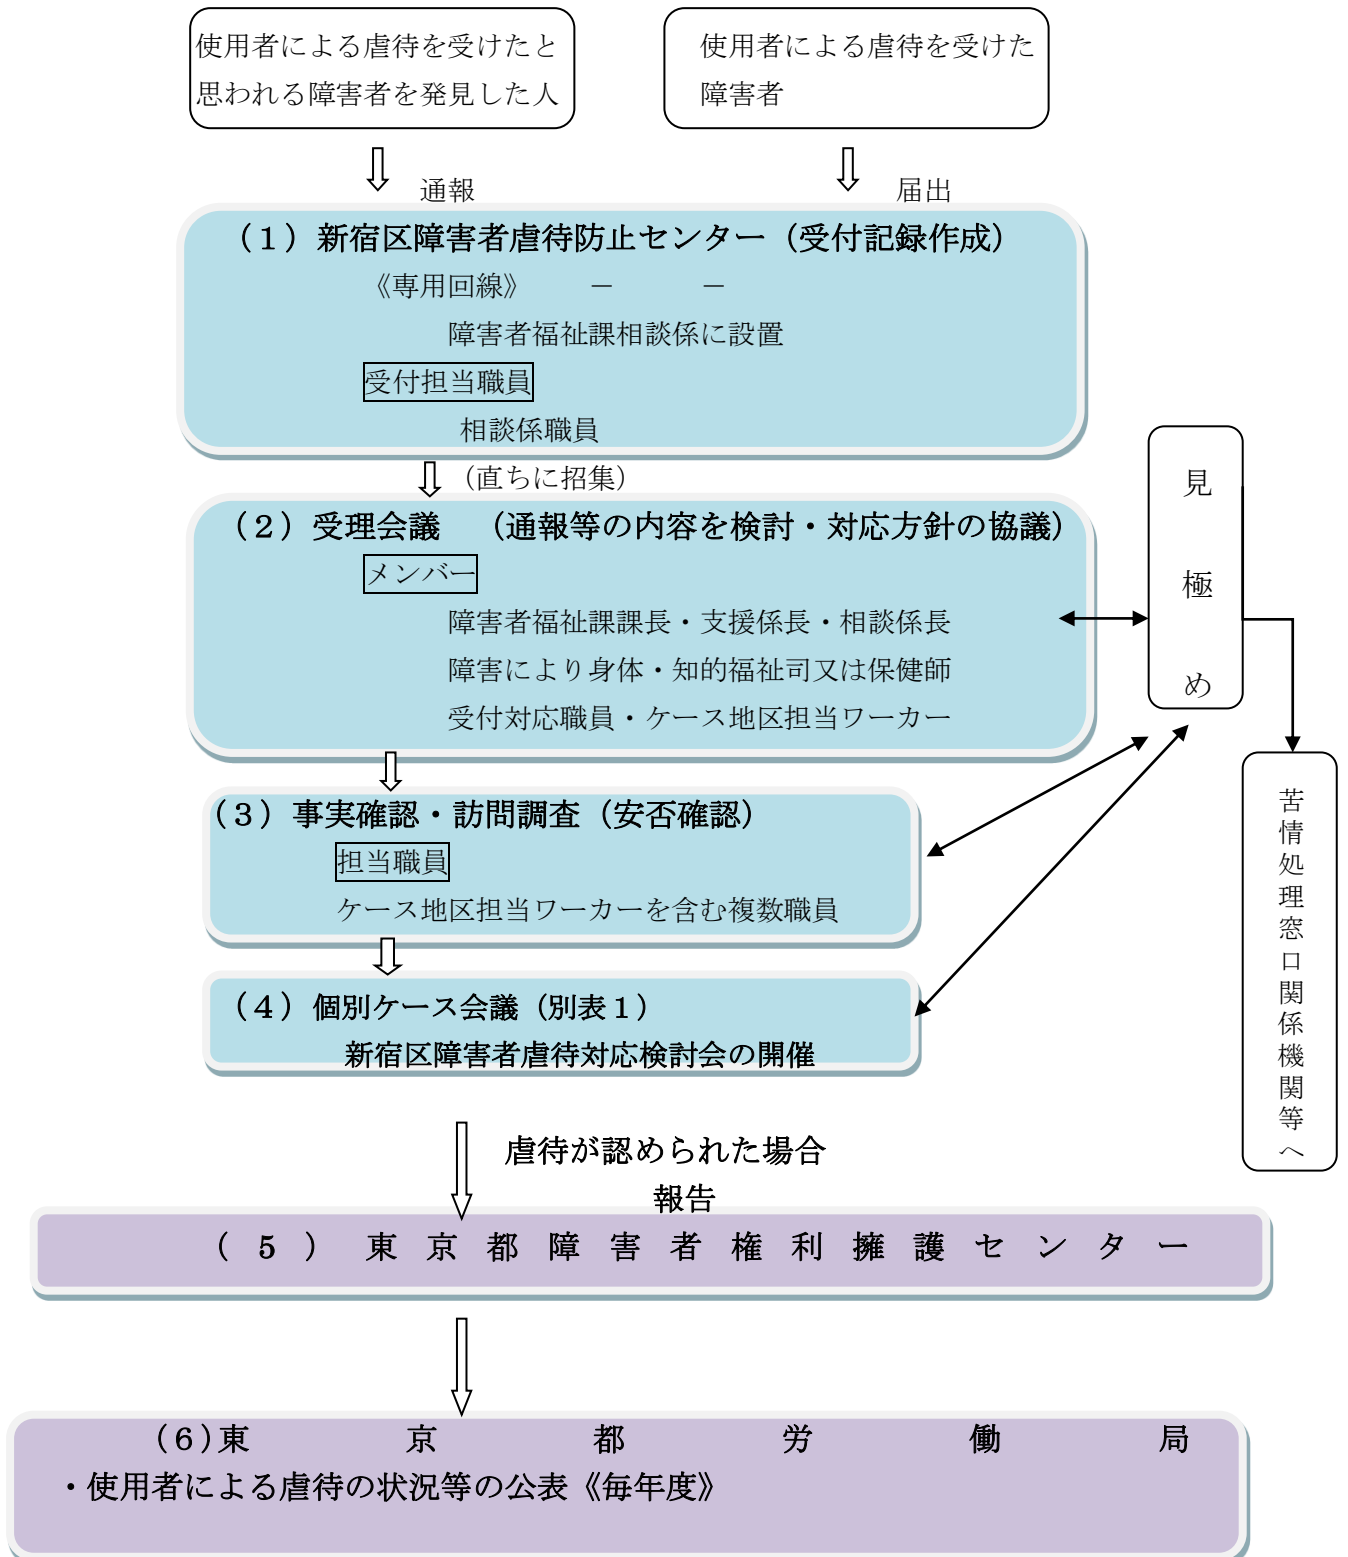 使用者による虐待を受けたと
思われる障害者を発見した人
使用者による虐待を受けた
障害者
通報
届出
（１）新宿区障害者虐待防止センター（受付記録作成）
《専用回線》　　－　　　－
障害者福祉課相談係に設置
受付担当職員
相談係職員
（直ちに招集）
（２）受理会議　（通報等の内容を検討・対応方針の協議）
メンバー
障害者福祉課課長・支援係長・相談係長
障害により身体・知的福祉司又は保健師
受付対応職員・ケース地区担当ワーカー
見極め
（３）事実確認・訪問調査（安否確認）
担当職員
ケース地区担当ワーカーを含む複数職員
（４）個別ケース会議（別表１）
新宿区障害者虐待対応検討会の開催
苦情処理窓口関係機関等へ
虐待が認められた場合
報告
（５）東京都障害者権利擁護センター
（６）東京都労働局
・使用者による虐待の状況等の公表《毎年度》